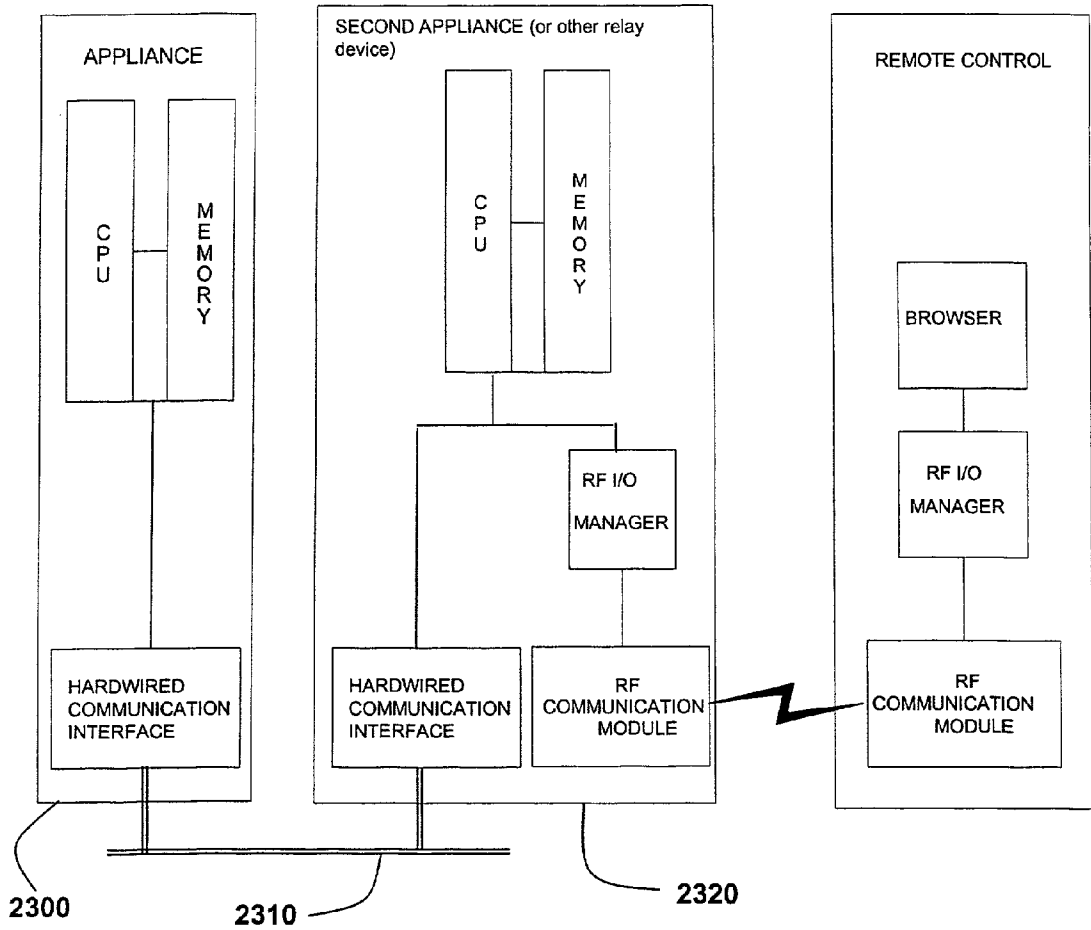 APPLIANCE
CPU
MEMORY
HARDWIRED
COMMUNICATION
INTERFACE
SECOND APPLIANCE (or other relay
device)
CPU
MEMORY
RF I/O
MANAGER
HARDWIRED
COMMUNICATION
INTERFACE
RF
COMMUNICATION
MODULE
REMOTE CONTROL
BROWSER
RF I/O
MANAGER
RF
COMMUNICATION
MODULE
2300
2310
2320